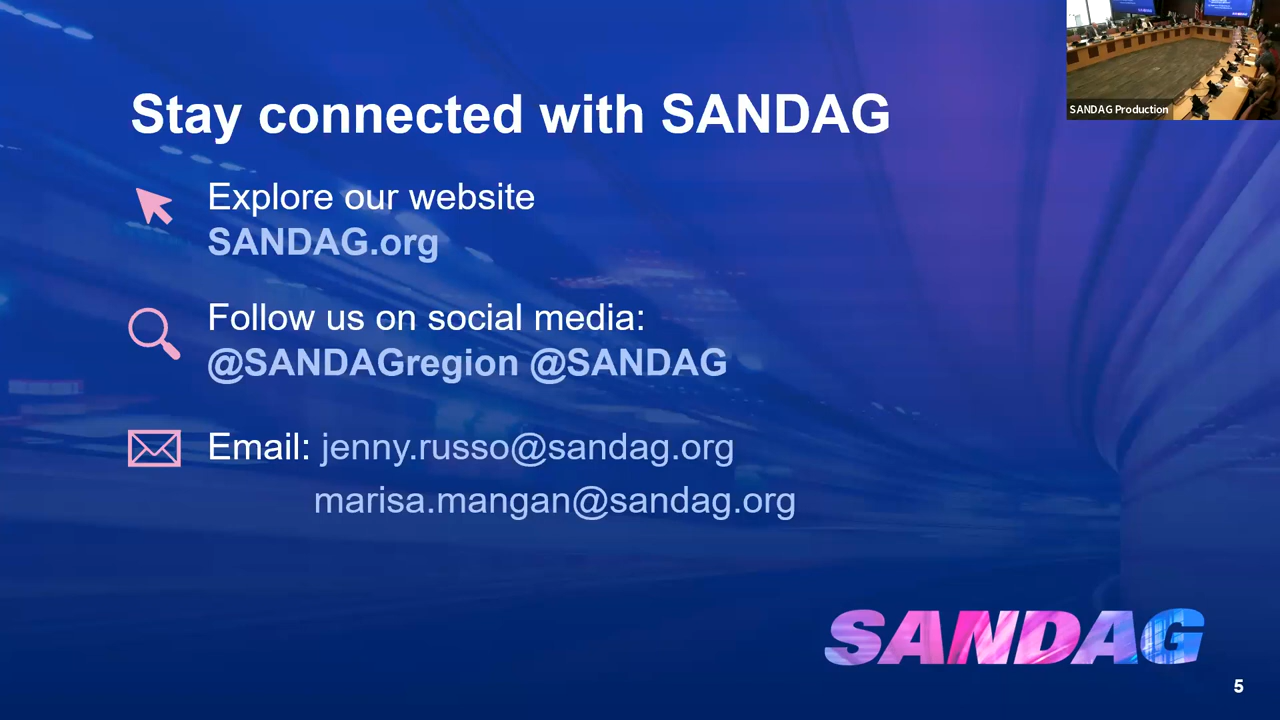 Stay connected with SANDAG
SANDAG Production
Explore our website
SANDAG.org
Follow us on social media:
@SANDAGregion @SANDAG
Email: jenny.russo@sandag.org
marisa.mangan@sandag.org
SANDAG
5